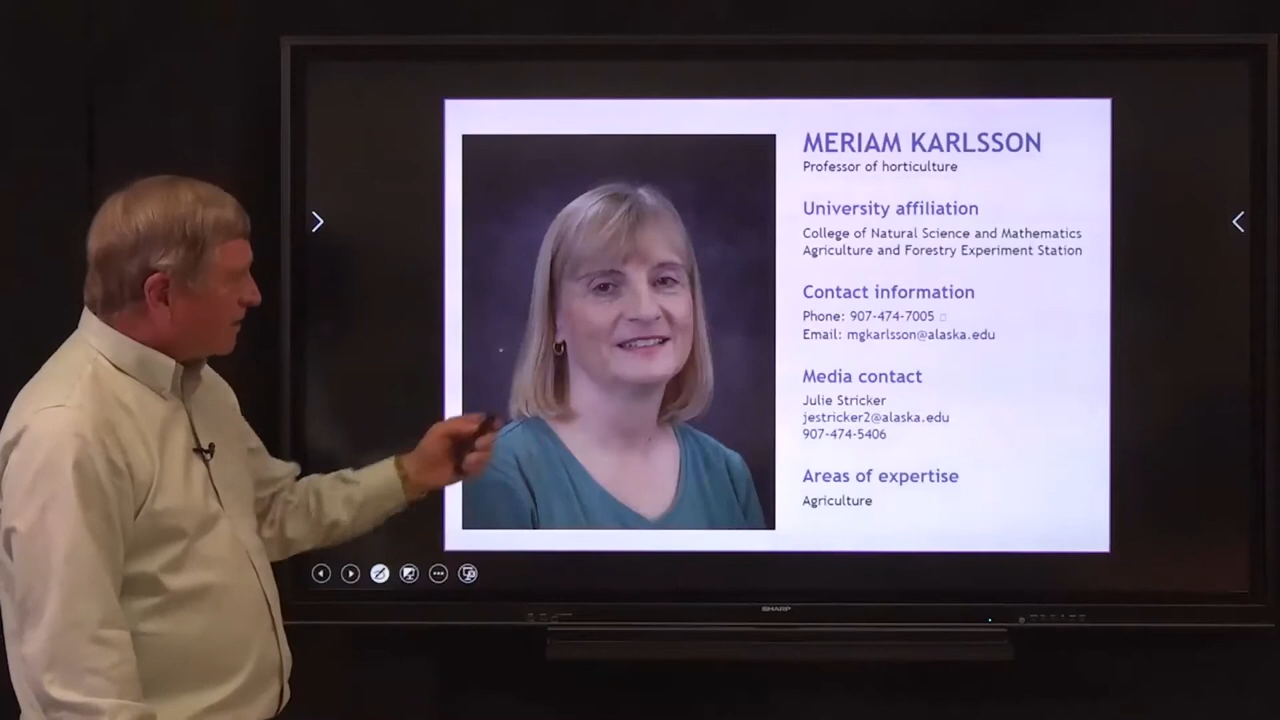 MERIAM KARLSSON
Professor of horticulture
University affiliation
College of Natural Science and Mathematics
Agriculture and Forestry Experiment Station
Contact information
Phone: 907-474-7005
Email: mgkarlsson@alaska.edu
Media contact
Julie Stricker
jestricker2@alaska.edu
907-474-5406
Areas of expertise
Agriculture
SHARP